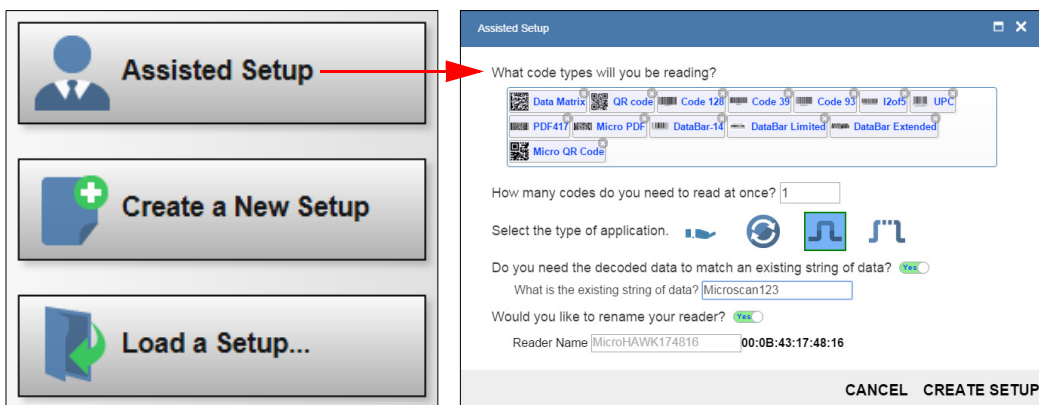 Assisted Setup
Create a New Setup
Load a Setup...
Assisted Setup
What code types will you be reading?
Data Matrix QR code Code 128 Code 39 Code 93 I2of5 UPC
PDF417 Micro PDF DataBar-14 DataBar Limited DataBar Extended
Micro QR Code
How many codes do you need to read at once? 1
Select the type of application.
Do you need the decoded data to match an existing string of data? Yes
What is the existing string of data? Microscan123
Would you like to rename your reader? Yes
Reader Name MicroHAWK174816 00:0B:43:17:48:16
CANCEL CREATE SETUP